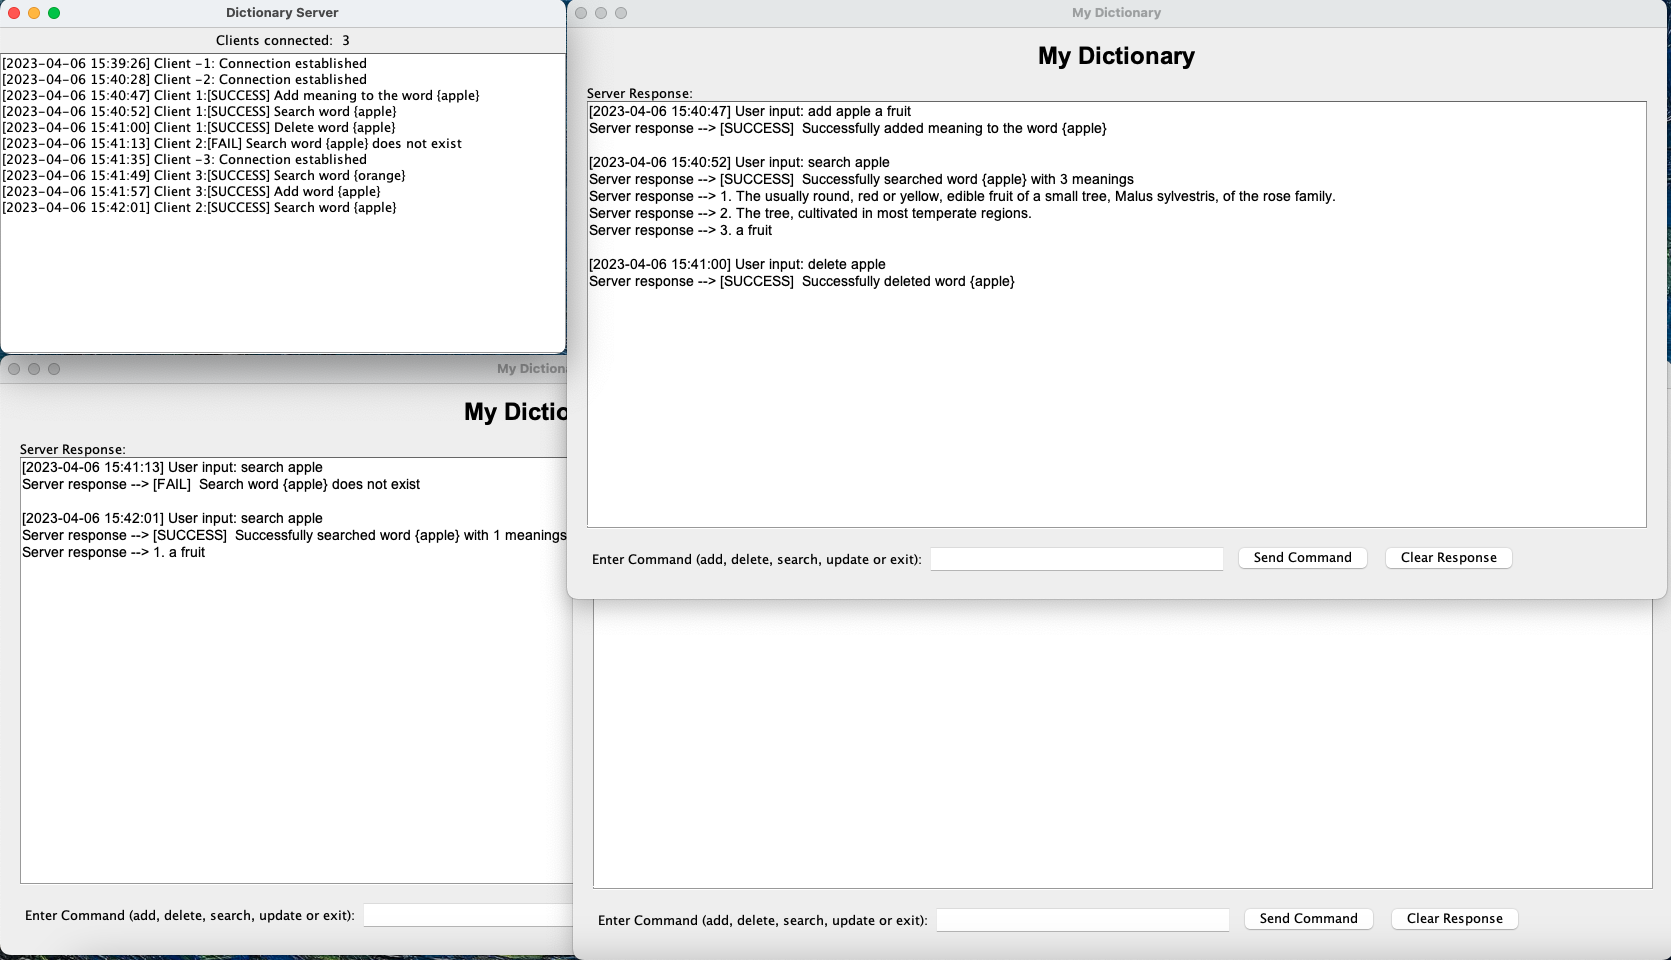 Dictionary Server
Clients connected: 3
[2023-04-06 15:39:26] Client -1: Connection established
[2023-04-06 15:40:28] Client -2: Connection established
[2023-04-06 15:40:47] Client 1:[SUCCESS] Add meaning to the word {apple}
[2023-04-06 15:40:52] Client 1:[SUCCESS] Search word {apple}
[2023-04-06 15:41:00] Client 1:[SUCCESS] Delete word {apple}
[2023-04-06 15:41:13] Client 2:[FAIL] Search word {apple} does not exist
[2023-04-06 15:41:35] Client -3: Connection established
[2023-04-06 15:41:49] Client 3:[SUCCESS] Search word {orange}
[2023-04-06 15:41:57] Client 3:[SUCCESS] Add word {apple}
[2023-04-06 15:42:01] Client 2:[SUCCESS] Search word {apple}
My Dictionary
My Dictionary
Server Response:
[2023-04-06 15:40:47] User input: add apple a fruit
Server response --> [SUCCESS]  Successfully added meaning to the word {apple}
[2023-04-06 15:40:52] User input: search apple
Server response --> [SUCCESS]  Successfully searched word {apple} with 3 meanings
Server response --> 1. The usually round, red or yellow, edible fruit of a small tree, Malus sylvestris, of the rose family.
Server response --> 2. The tree, cultivated in most temperate regions.
Server response --> 3. a fruit
[2023-04-06 15:41:00] User input: delete apple
Server response --> [SUCCESS]  Successfully deleted word {apple}
Enter Command (add, delete, search, update or exit):
Send Command
Clear Response
My Diction
My Dictio
Server Response:
[2023-04-06 15:41:13] User input: search apple
Server response --> [FAIL]  Search word {apple} does not exist
[2023-04-06 15:42:01] User input: search apple
Server response --> [SUCCESS]  Successfully searched word {apple} with 1 meanings
Server response --> 1. a fruit
Enter Command (add, delete, search, update or exit):
Enter Command (add, delete, search, update or exit):
Send Command
Clear Response